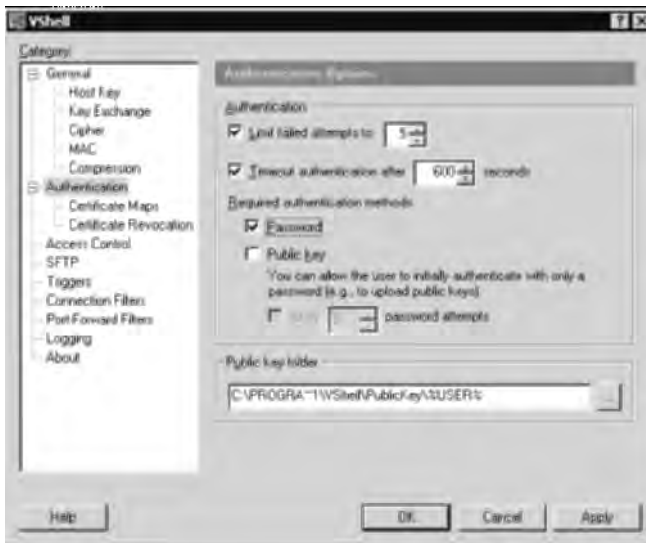 VShell
Category:
General
Host Key
Key Exchange
Cipher
MAC
Compression
Authentication
Certificate Maps
Certificate Revocation
Access Control
SFTP
Triggers
Connection Filters
Port-Forward Filters
Logging
About
Authentication Options
Authentication
Limit failed attempts to 5
Timeout authentication after 600 seconds
Required authentication methods
Password
Public key
You can allow the user to initially authenticate with only a
password (e.g., to upload public keys)
password attempts
Public key folder
C:\PROGRA~1\VShell\PublicKey\%USER%
...
Help
OK
Cancel
Apply